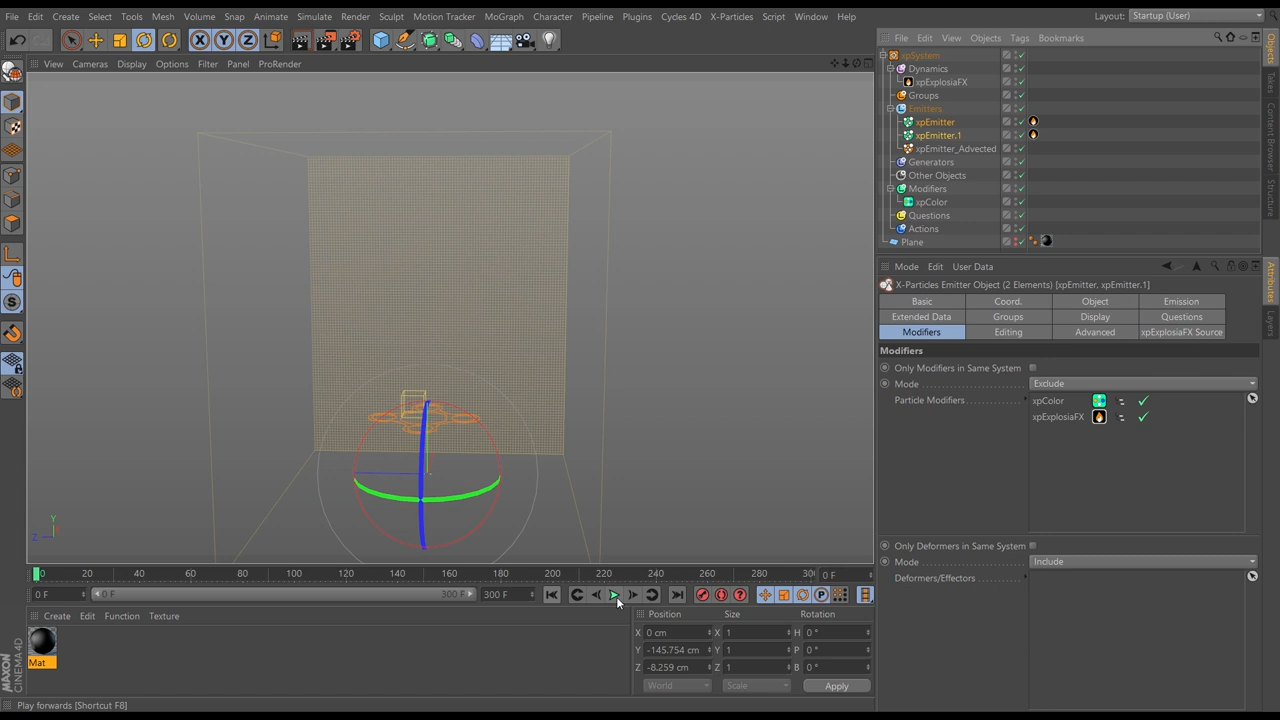 File Edit Create Select Tools Mesh Volume Snap Animate Simulate Render Sculpt Motion Tracker MoGraph Character Pipeline Plugins Cycles 4D X-Particles Script Window Help Layout: Startup (User)
X Y Z
File Edit View Objects Tags Bookmarks
View Cameras Display Options Filter Panel ProRender
xpSystem
Dynamics
xpExplosiaFX
Groups
Emitters
xpEmitter
xpEmitter.1
xpEmitter_Advected
Generators
Other Objects
Modifiers
xpColor
Questions
Actions
Plane
Objects
Takes
Content Browser
Structure
Mode Edit User Data
X-Particles Emitter Object (2 Elements) [xpEmitter, xpEmitter.1]
Basic Coord. Object Emission
Extended Data Groups Display Questions
Modifiers Editing Advanced xpExplosiaFX Source
Modifiers
Only Modifiers in Same System
Mode Exclude
Particle Modifiers xpColor
xpExplosiaFX
Only Deformers in Same System
Mode Include
Deformers/Effectors
Attributes
Layers
Y
Z
S
0 20 40 60 80 100 120 140 160 180 200 220 240 260 280 300 0 F
0 F 0 F 300 F 300 F P
Create Edit Function Texture
Mat
Position Size Rotation
X 0 cm X 1 H 0 °
Y -145.754 cm Y 1 P 0 °
Z -8.259 cm Z 1 B 0 °
World Scale Apply
MAXON
CINEMA4D
Play forwards [Shortcut F8]